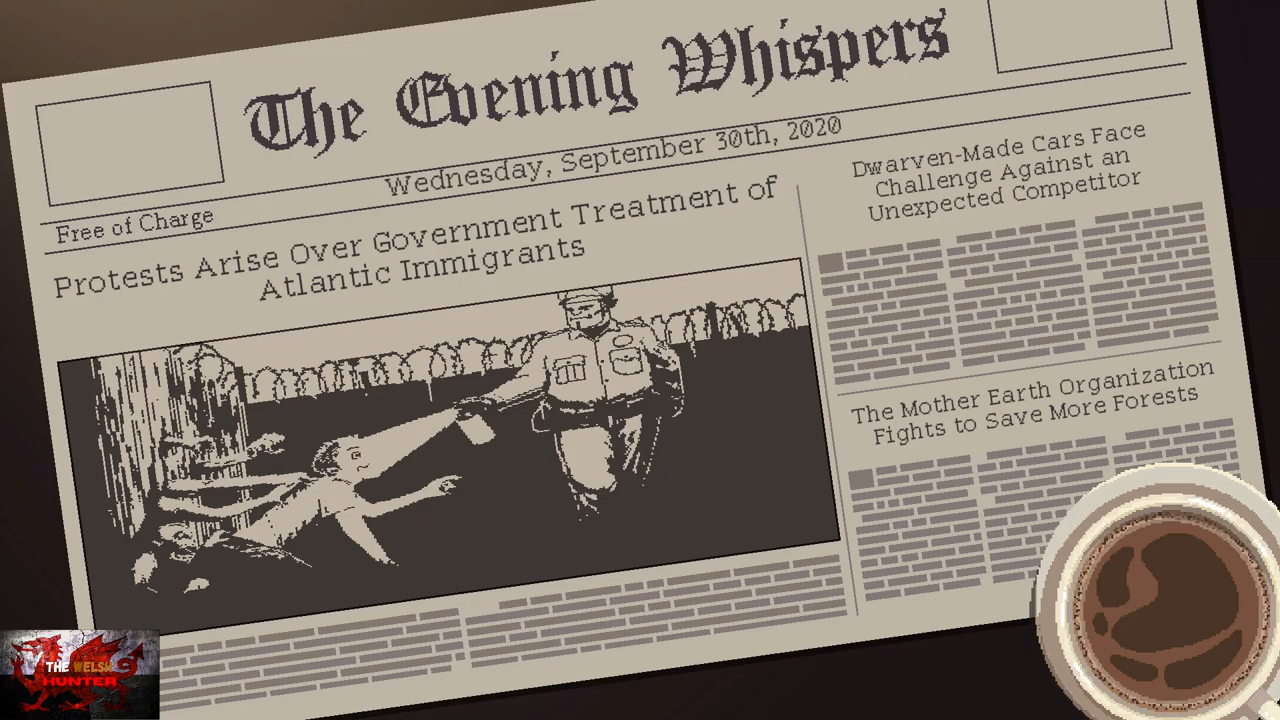 The Evening Whispers
Wednesday, September 30th, 2020
Free of Charge
Protests Arise Over Government Treatment of
Atlantic Immigrants
Dwarven-Made Cars Face
Challenge Against an
Unexpected Competitor
The Mother Earth Organization
Fights to Save More Forests
THE WELSH
HUNTER